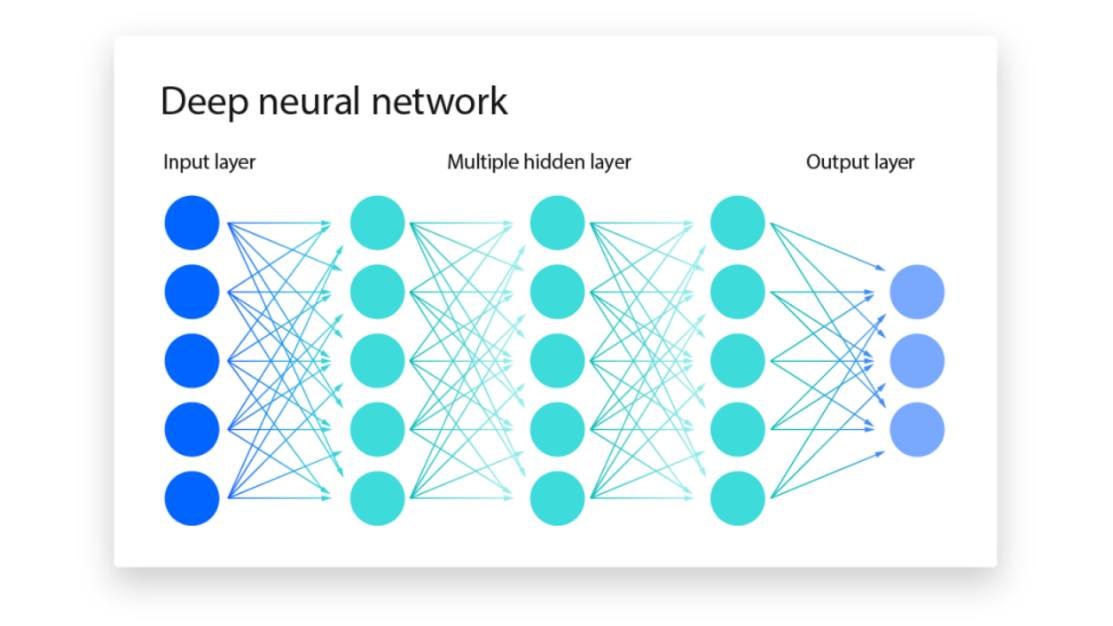 Deep neural network
Input layer
Multiple hidden layer
Output layer